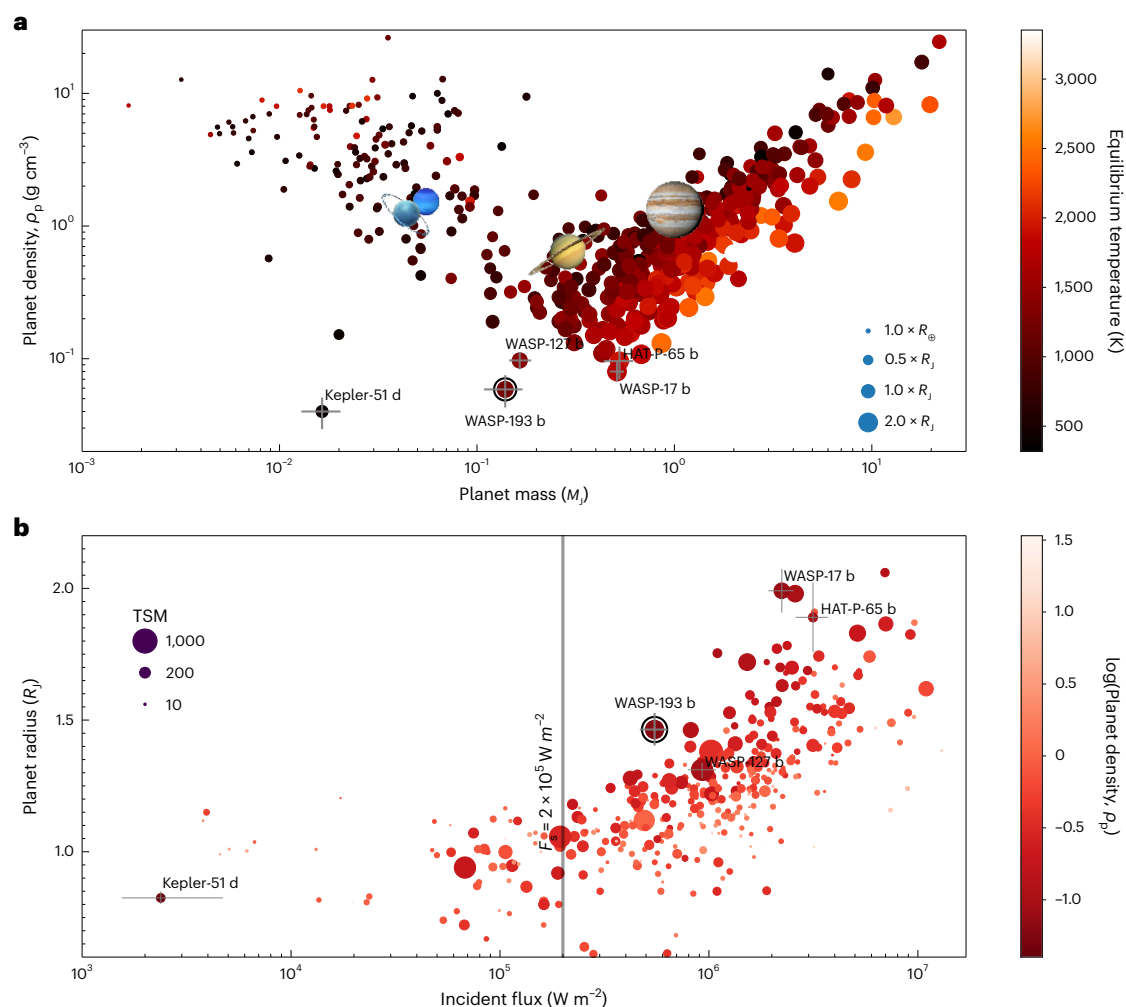 a
Planet density, ρp (g cm−3)
10¹
10⁰
10−1
WASP-127 b
HAT-P-65 b
WASP-17 b
Kepler-51 d
WASP-193 b
1.0 × R⊕
0.5 × RJ
1.0 × RJ
2.0 × RJ
10−3
10−2
10−1
10⁰
10¹
Planet mass (MJ)
3,000
2,500
2,000
1,500
1,000
500
Equilibrium temperature (K)
b
Planet radius (RJ)
2.0
1.5
1.0
TSM
1,000
200
10
WASP-17 b
HAT-P-65 b
WASP-193 b
WASP-127 b
Fs = 2 × 10⁵ W m−2
Kepler-51 d
10³
10⁴
10⁵
10⁶
10⁷
Incident flux (W m−2)
1.5
1.0
0.5
0
−0.5
−1.0
log(Planet density, ρp)